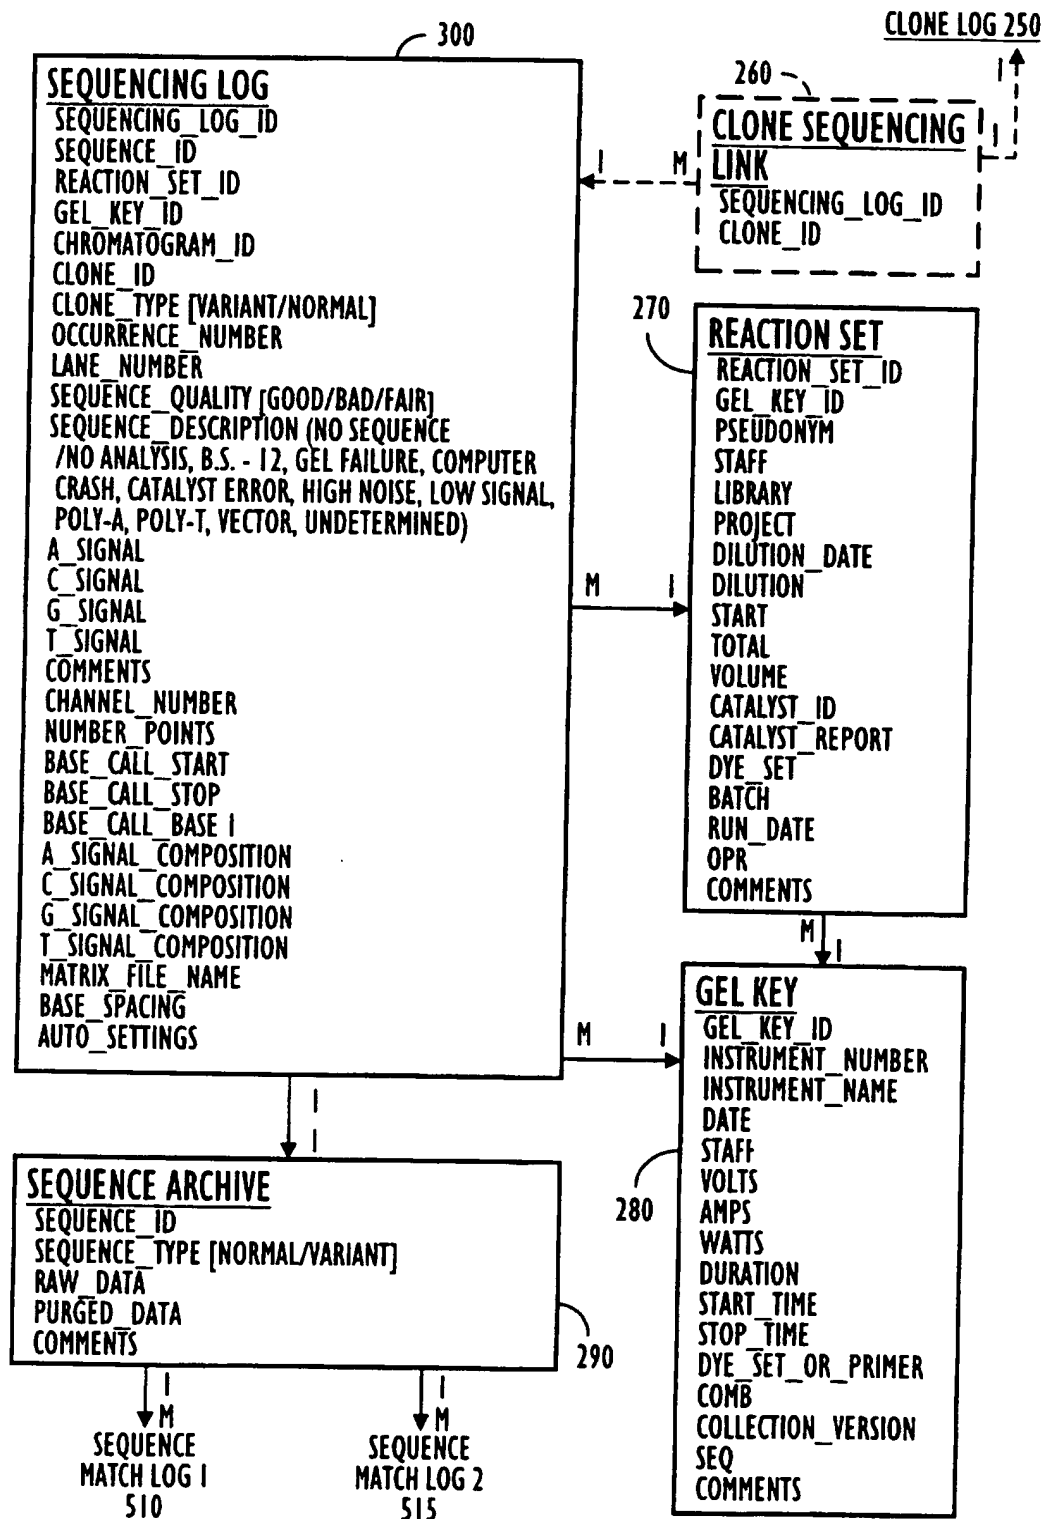 CLONE LOG 250
300
SEQUENCING LOG
SEQUENCING_LOG_ID
SEQUENCE_ID
REACTION_SET_ID
GEL_KEY_ID
CHROMATOGRAM_ID
CLONE_ID
CLONE_TYPE [VARIANT/NORMAL]
OCCURRENCE_NUMBER
LANE_NUMBER
SEQUENCE_QUALITY [GOOD/BAD/FAIR]
SEQUENCE_DESCRIPTION (NO SEQUENCE
/NO ANALYSIS, B.S. - 12, GEL FAILURE, COMPUTER
CRASH, CATALYST ERROR, HIGH NOISE, LOW SIGNAL,
POLY-A, POLY-T, VECTOR, UNDETERMINED)
A_SIGNAL
C_SIGNAL
G_SIGNAL
T_SIGNAL
COMMENTS
CHANNEL_NUMBER
NUMBER_POINTS
BASE_CALL_START
BASE_CALL_STOP
BASE_CALL_BASE 1
A_SIGNAL_COMPOSITION
C_SIGNAL_COMPOSITION
G_SIGNAL_COMPOSITION
T_SIGNAL_COMPOSITION
MATRIX_FILE_NAME
BASE_SPACING
AUTO_SETTINGS
260
1
1
CLONE SEQUENCING
LINK
SEQUENCING_LOG_ID
CLONE_ID
1 M
270
REACTION SET
REACTION_SET_ID
GEL_KEY_ID
PSEUDONYM
STAFF
LIBRARY
PROJECT
DILUTION_DATE
DILUTION
START
TOTAL
VOLUME
CATALYST_ID
CATALYST_REPORT
DYE_SET
BATCH
RUN_DATE
OPR
COMMENTS
M 1
M
1
GEL KEY
GEL_KEY_ID
INSTRUMENT_NUMBER
INSTRUMENT_NAME
DATE
STAFF
VOLTS
AMPS
WATTS
DURATION
START_TIME
STOP_TIME
DYE_SET_OR_PRIMER
COMB
COLLECTION_VERSION
SEQ
COMMENTS
M 1
280
1
1
SEQUENCE ARCHIVE
SEQUENCE_ID
SEQUENCE_TYPE [NORMAL/VARIANT]
RAW_DATA
PURGED_DATA
COMMENTS
290
1
M
SEQUENCE
MATCH LOG 1
510
1
M
SEQUENCE
MATCH LOG 2
515